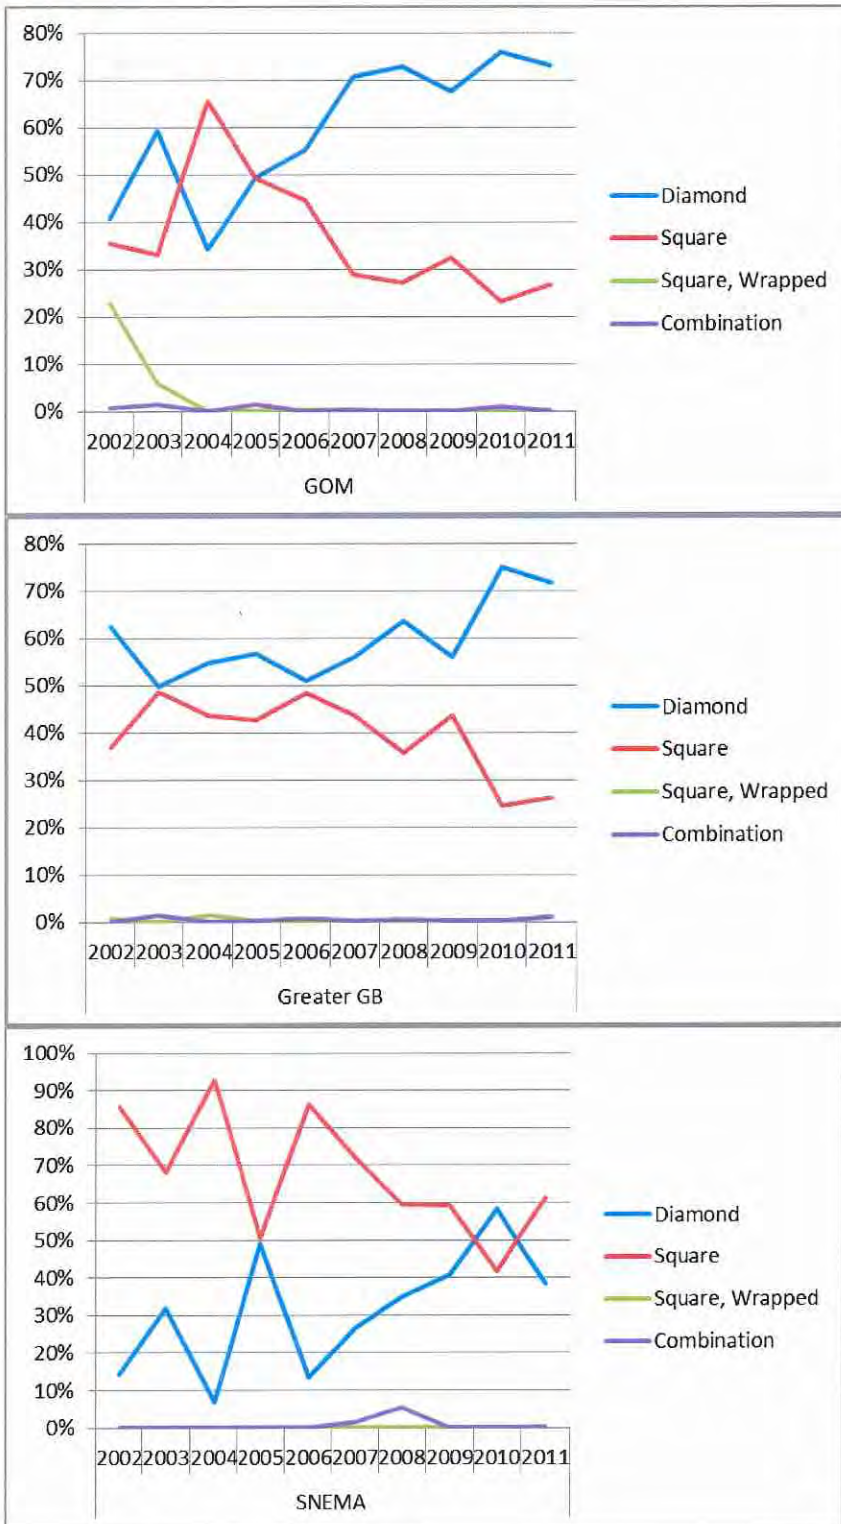 80%
70%
60%
50%
40%
30%
20%
10%
0%
2002 2003 2004 2005 2006 2007 2008 2009 2010 2011
GOM
Diamond
Square
Square, Wrapped
Combination
80%
70%
60%
50%
40%
30%
20%
10%
0%
2002 2003 2004 2005 2006 2007 2008 2009 2010 2011
Greater GB
Diamond
Square
Square, Wrapped
Combination
100%
90%
80%
70%
60%
50%
40%
30%
20%
10%
0%
2002 2003 2004 2005 2006 2007 2008 2009 2010 2011
SNEMA
Diamond
Square
Square, Wrapped
Combination